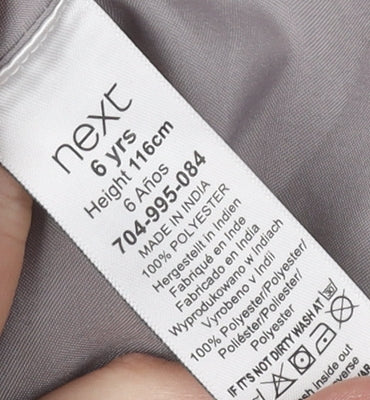 next
6 yrs
Height 116cm
6 Años
704-995-084
MADE IN INDIA
100% POLYESTER
Hergestellt in Indien
Fabriqué en Inde
Fabricado en India
Wyprodukowano w Indiach
Vyrobeno v Indii
100% Polyester/Polyester/
Poliéster/Poliester/
Polyester
IF IT'S NOT DIRTY WASH AT
inside out